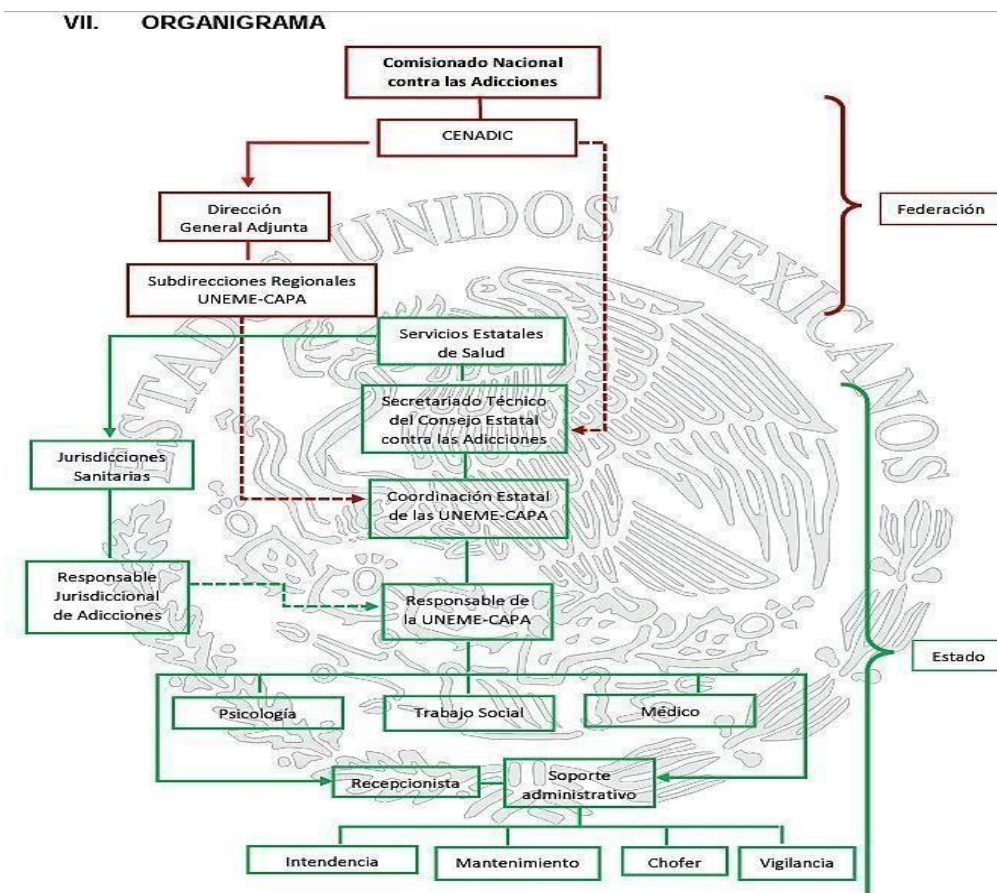 VII. ORGANIGRAMA
Comisionado Nacional
contra las Adicciones
CENADIC
Dirección
General Adjunta
Federación
Subdirecciones Regionales
UNEME-CAPA
Servicios Estatales
de Salud
Secretariado Técnico
del Consejo Estatal
contra las Adicciones
Jurisdicciones
Sanitarias
Coordinación Estatal
de las UNEME-CAPA
Responsable
Jurisdiccional
de Adicciones
Responsable de
la UNEME-CAPA
Estado
Psicología
Trabajo Social
Médico
Recepcionista
Soporte
administrativo
Intendencia
Mantenimiento
Chofer
Vigilancia
ESTADOS UNIDOS MEXICANOS